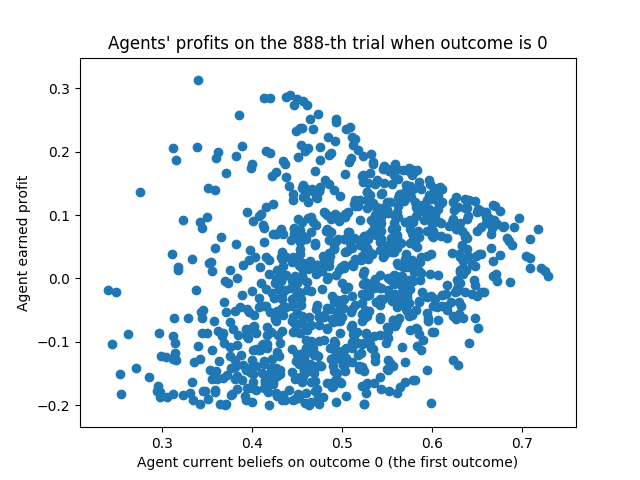 Agents' profits on the 888-th trial when outcome is 0
Agent earned profit
0.3
0.2
0.1
0.0
−0.1
−0.2
0.3 0.4 0.5 0.6 0.7
Agent current beliefs on outcome 0 (the first outcome)